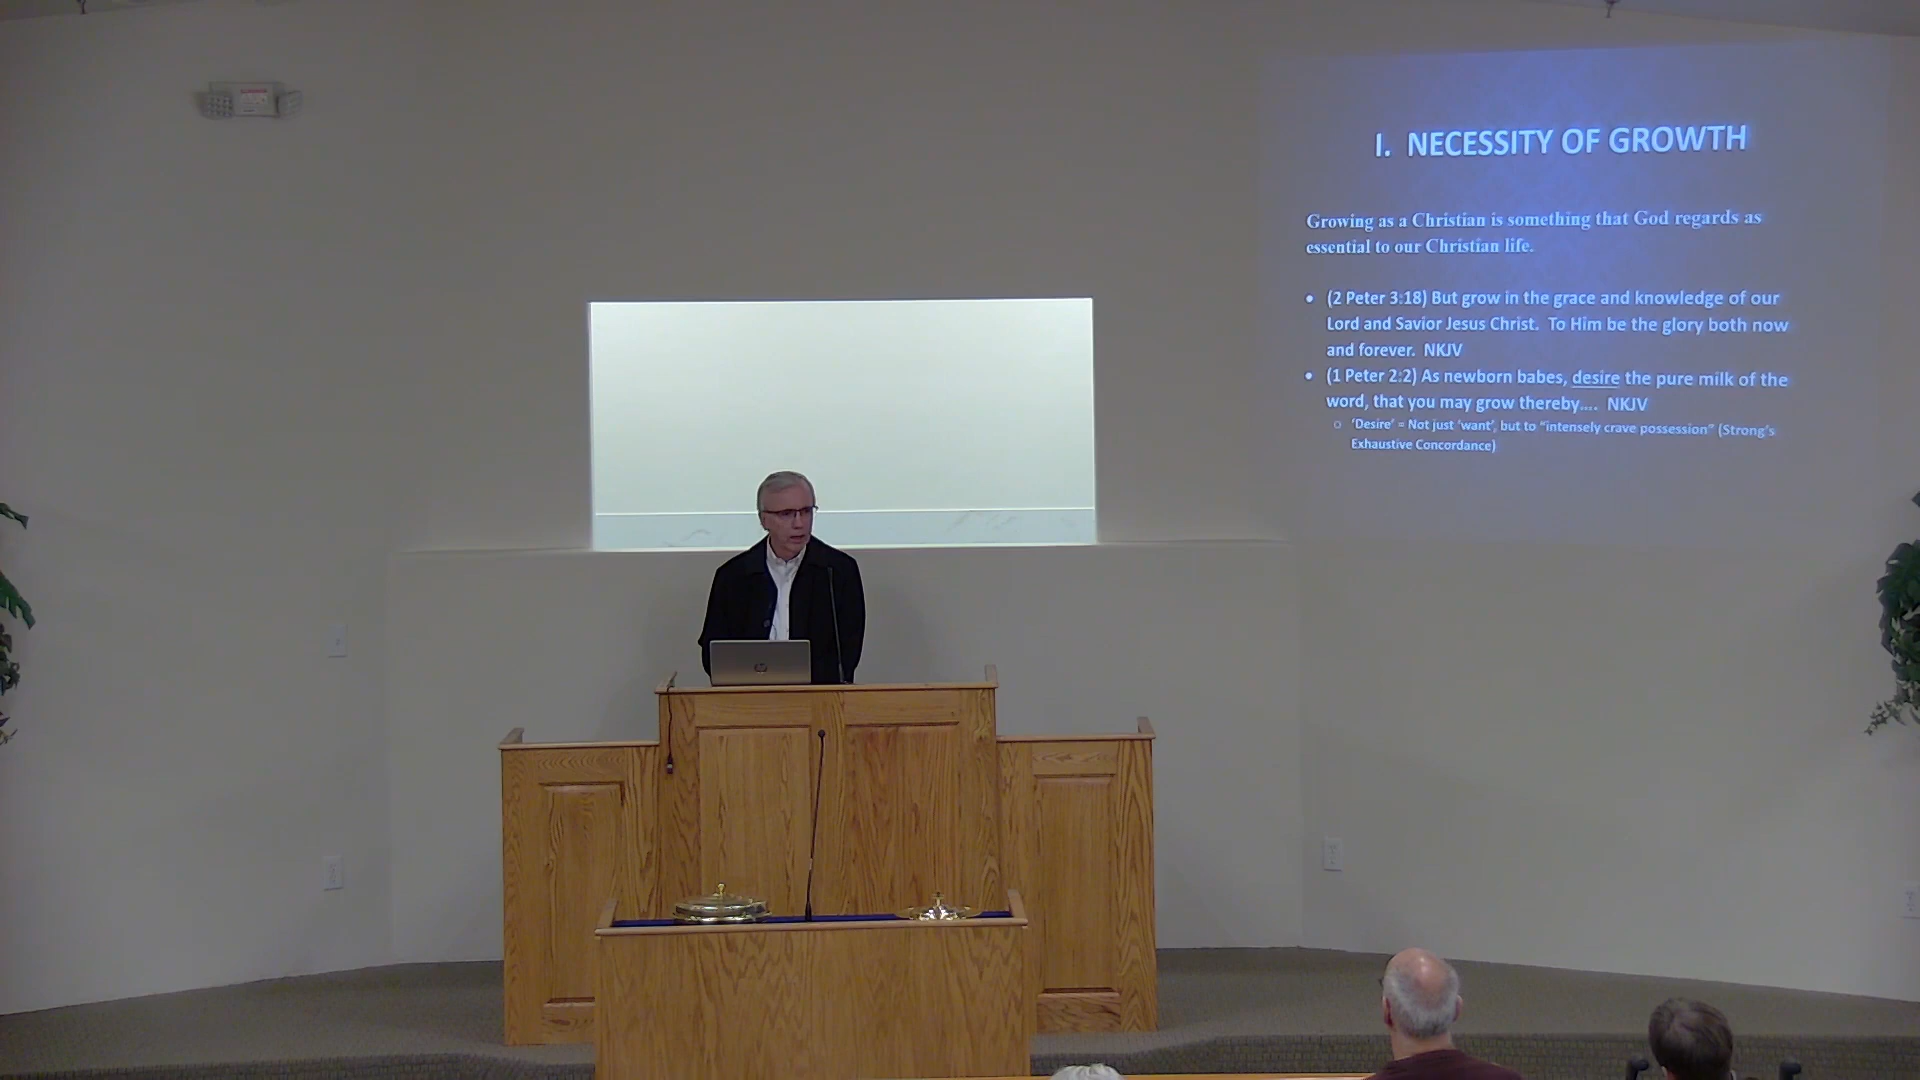 I. NECESSITY OF GROWTH
Growing as a Christian is something that God regards as
essential to our Christian life.
• (2 Peter 3:18) But grow in the grace and knowledge of our
Lord and Savior Jesus Christ. To Him be the glory both now
and forever. NKJV
• (1 Peter 2:2) As newborn babes, desire the pure milk of the
word, that you may grow thereby.... NKJV
○ 'Desire' = Not just 'want', but to "intensely crave possession" (Strong's
Exhaustive Concordance)
hp